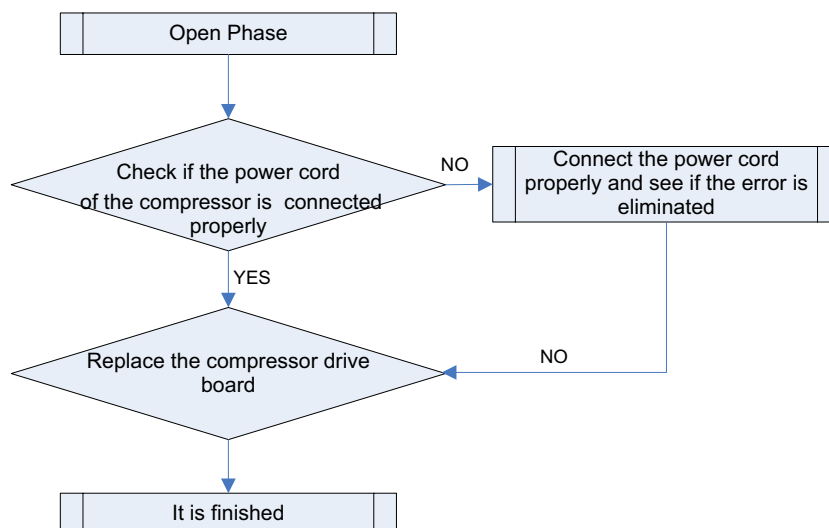 Open Phase
Check if the power cord
of the compressor is connected
properly
NO
Connect the power cord
properly and see if the error is
eliminated
YES
Replace the compressor drive
board
NO
It is finished